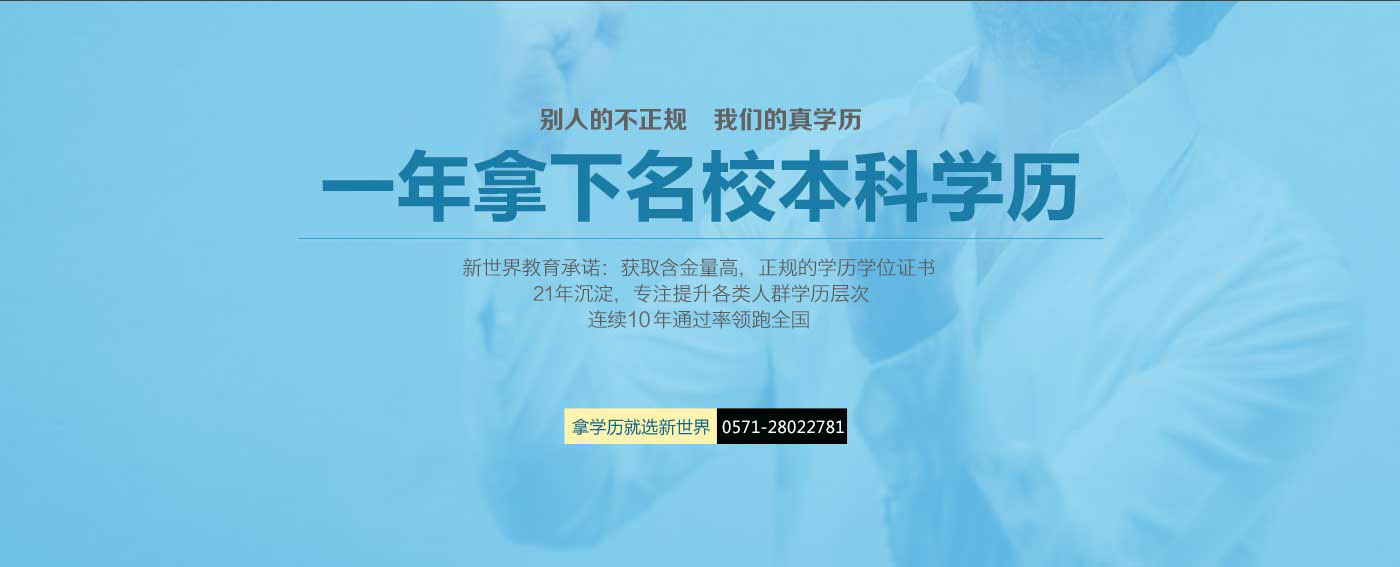 别人的不正规 我们的真学历
一年拿下名校本科学历
新世界教育承诺：获取含金量高，正规的学历学位证书
21年沉淀，专注提升各类人群学历层次
连续10年通过率领跑全国
拿学历就选新世界 0571-28022781